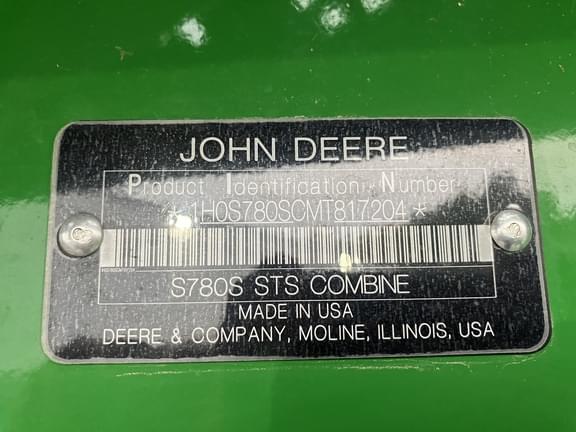 JOHN DEERE
Product Identification Number
*1H0S780SCMT817204*
S780S STS COMBINE
MADE IN USA
DEERE & COMPANY, MOLINE, ILLINOIS, USA